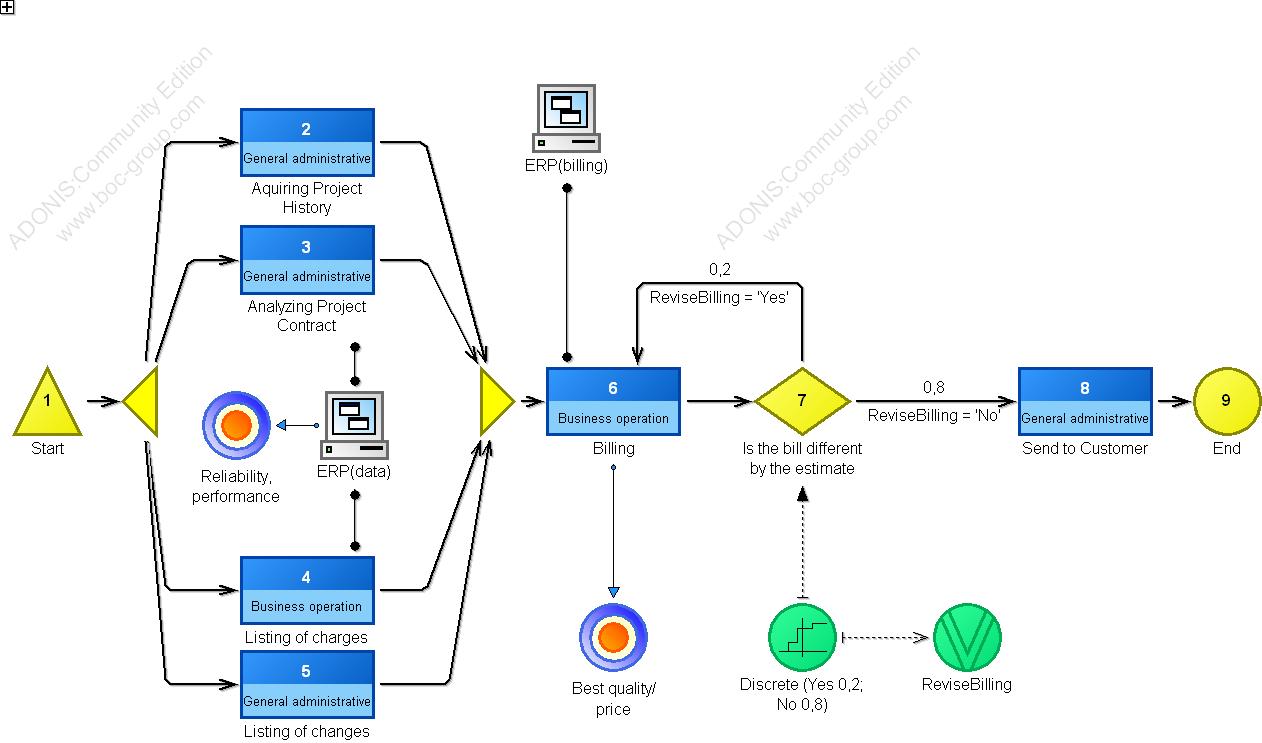 ADONIS:Community Edition
www.boc-group.com
ADONIS:Community Edition
www.boc-group.com
2
General administrative
Aquiring Project
History
3
General administrative
Analyzing Project
Contract
ERP(billing)
0,2
ReviseBilling = 'Yes'
1
Start
Reliability,
performance
ERP(data)
6
Business operation
Billing
7
Is the bill different
by the estimate
0,8
ReviseBilling = 'No'
8
General administrative
Send to Customer
9
End
4
Business operation
Listing of charges
5
General administrative
Listing of changes
Best quality/
price
Discrete (Yes 0,2;
No 0,8)
ReviseBilling